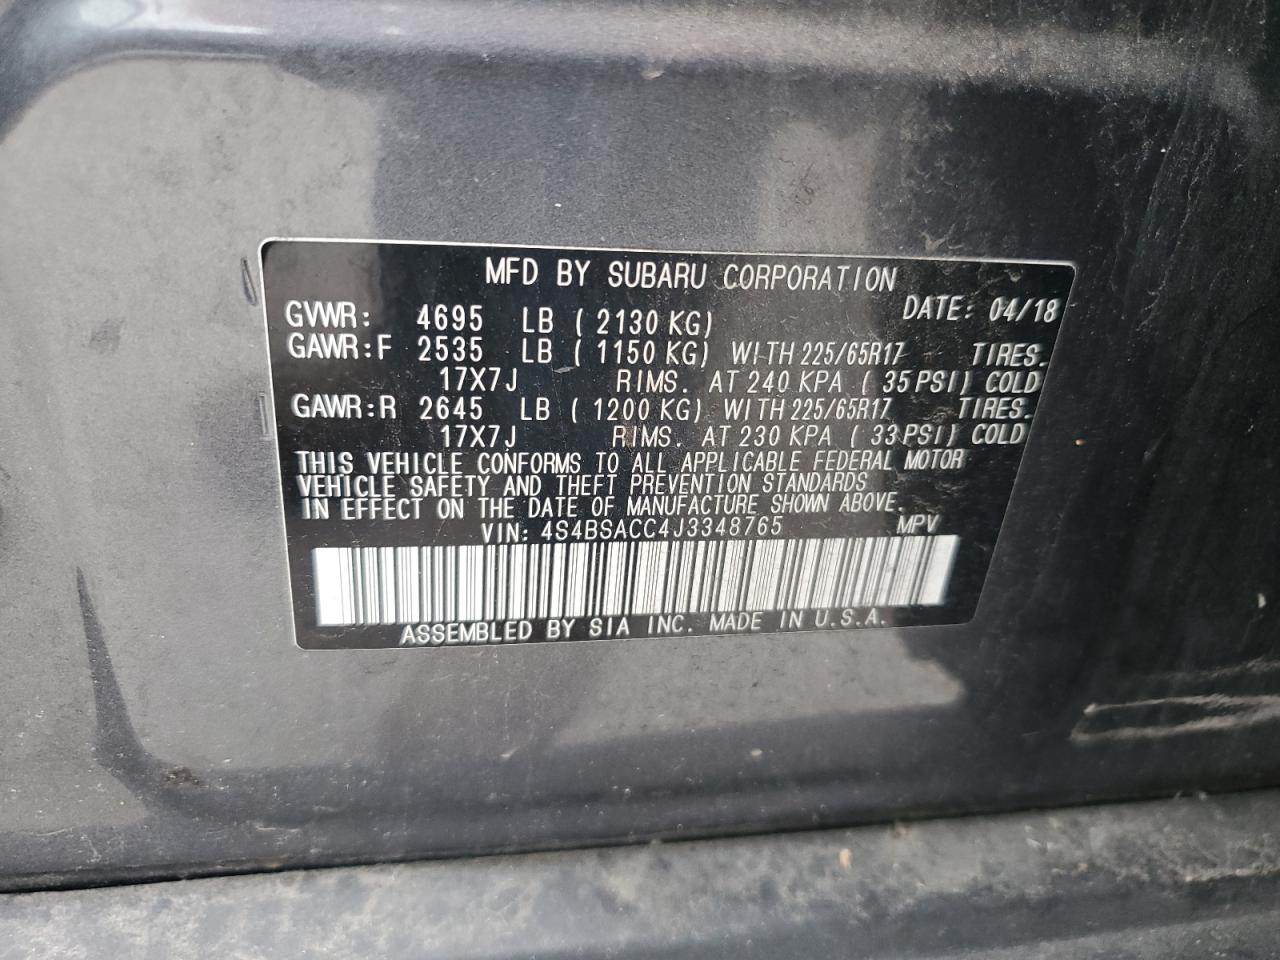 MFD BY SUBARU CORPORATION
DATE: 04/18
GVWR: 4695 LB ( 2130 KG)
GAWR:F 2535 LB ( 1150 KG) WITH 225/65R17 TIRES.
17X7J RIMS. AT 240 KPA ( 35 PSI) COLD
GAWR:R 2645 LB ( 1200 KG) WITH 225/65R17 TIRES.
17X7J RIMS. AT 230 KPA ( 33 PSI) COLD
THIS VEHICLE CONFORMS TO ALL APPLICABLE FEDERAL MOTOR
VEHICLE SAFETY AND THEFT PREVENTION STANDARDS
IN EFFECT ON THE DATE OF MANUFACTURE SHOWN ABOVE.
VIN: 4S4BSACC4J3348765 MPV
ASSEMBLED BY SIA INC. MADE IN U.S.A.